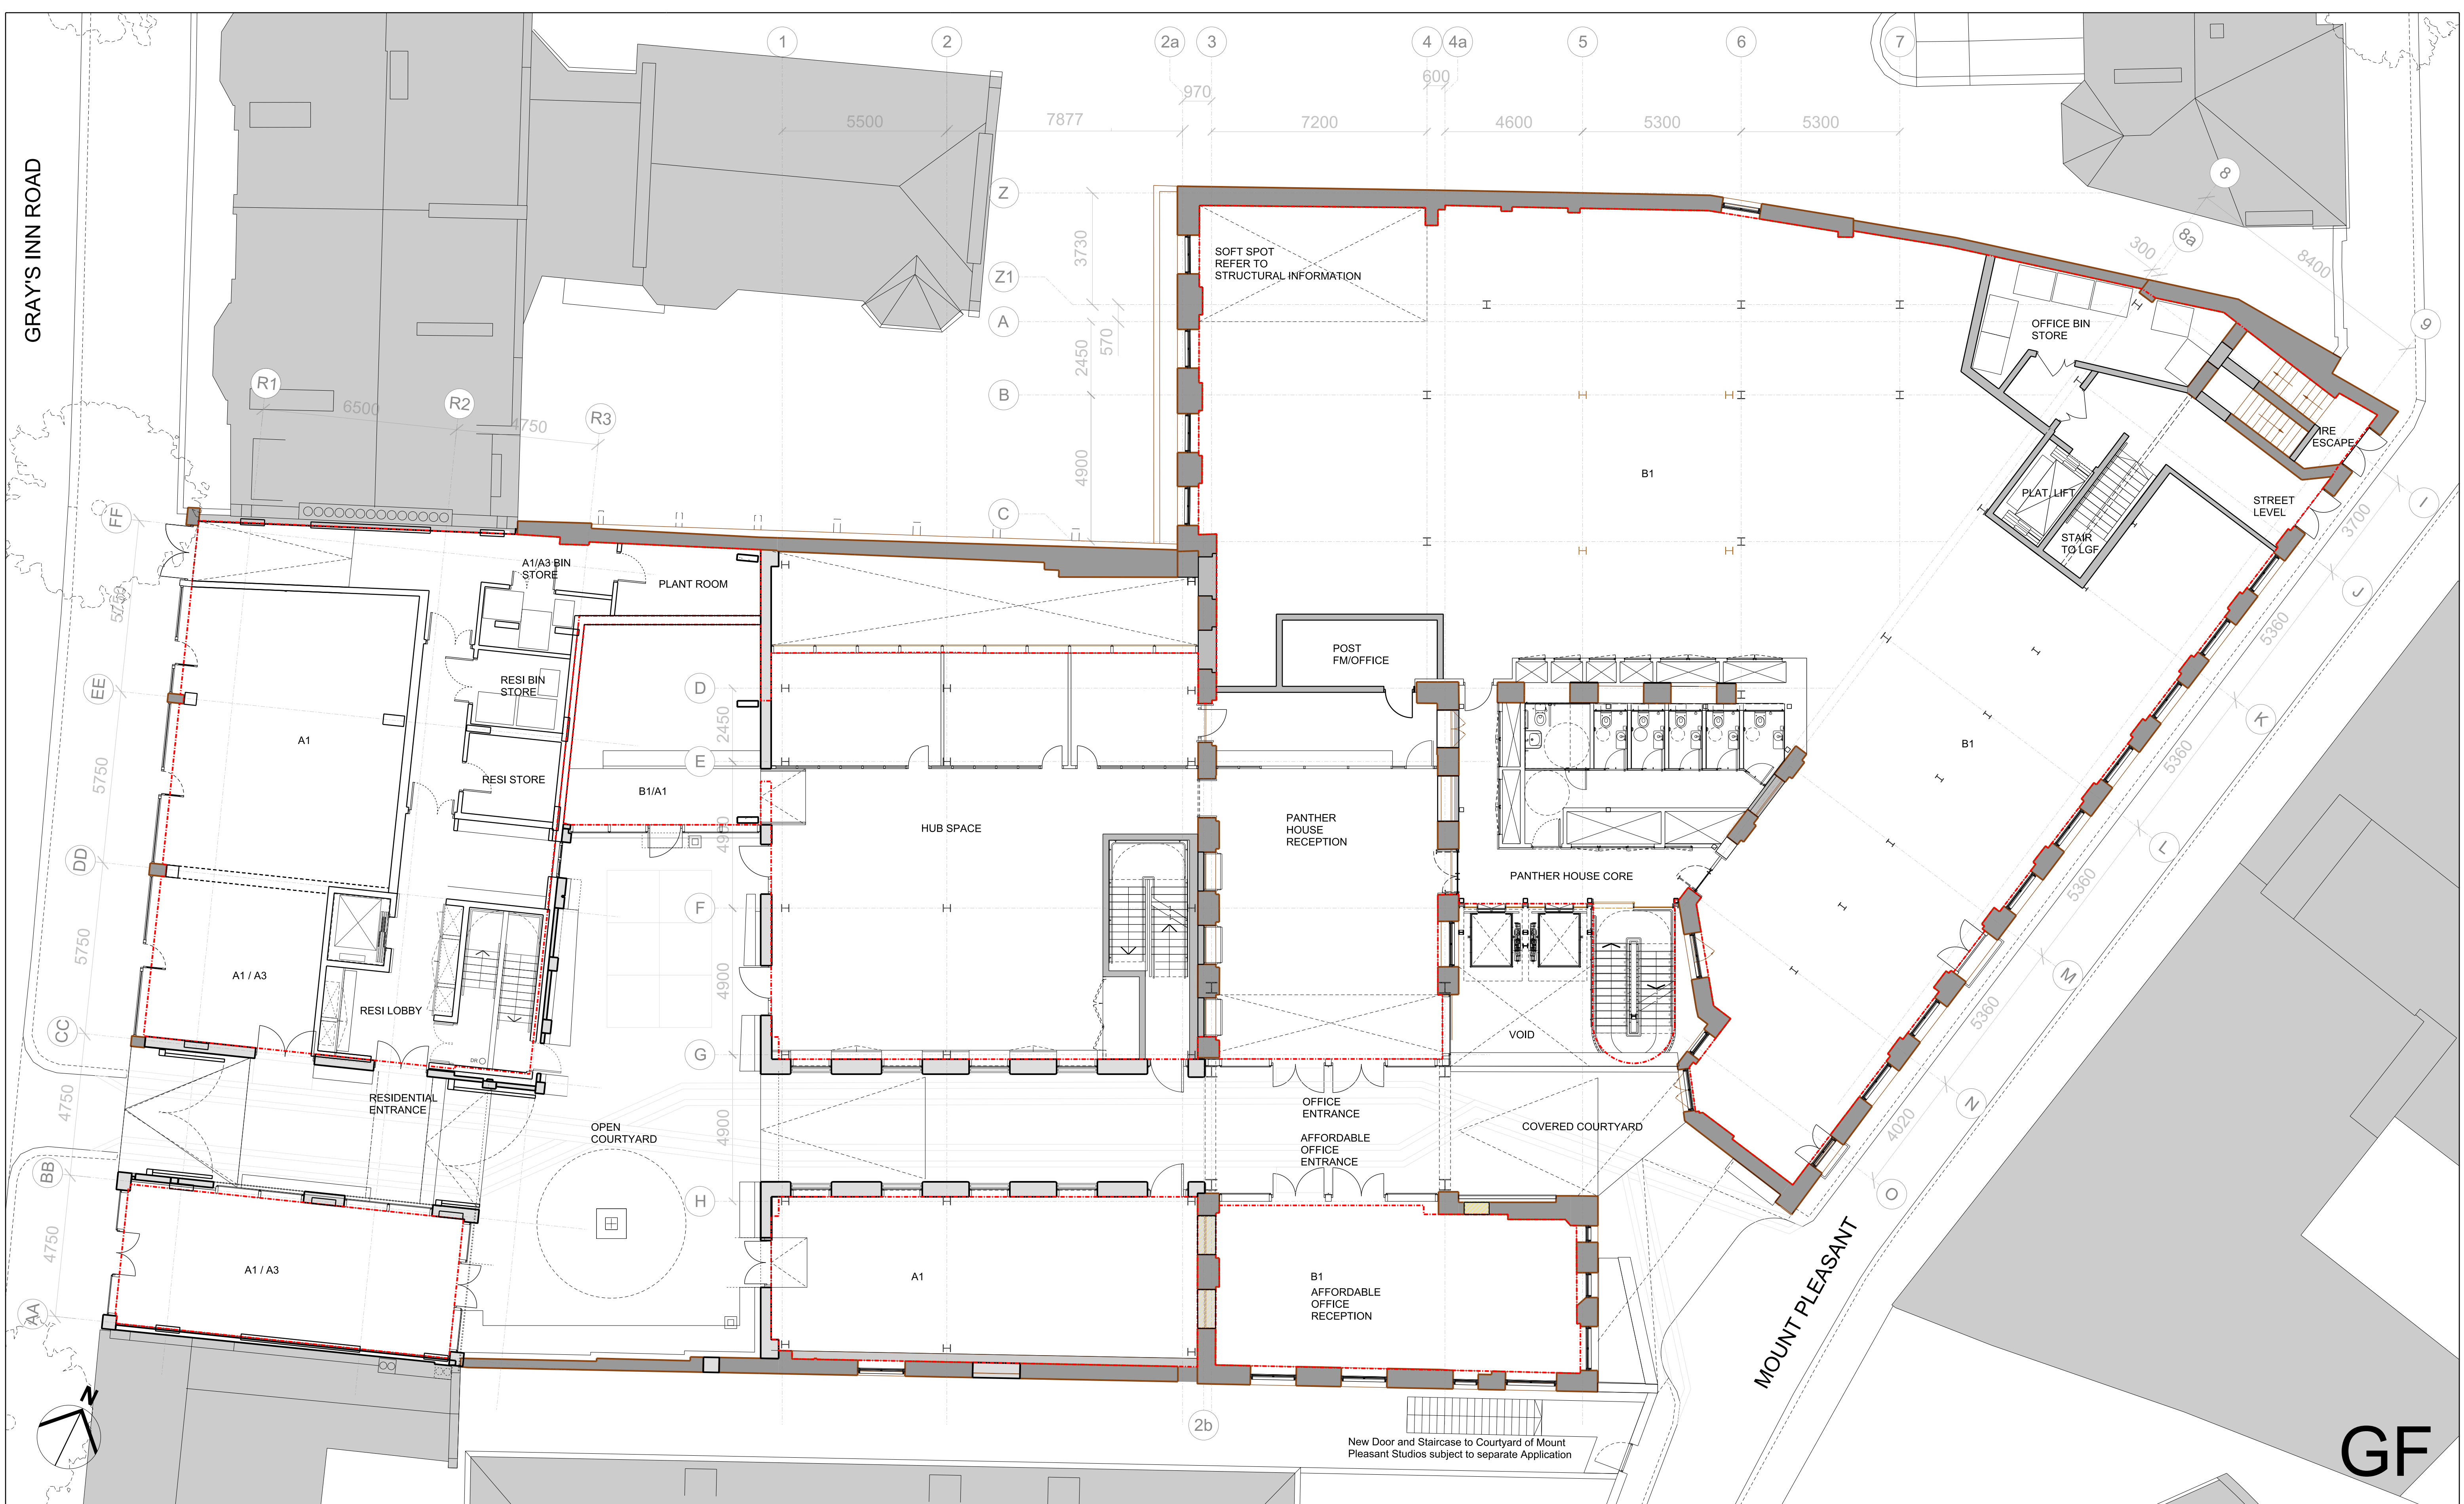 1
2
2a
3
4
4a
5
6
7
600
970
5500
7877
7200
4600
5300
5300
GRAY'S INN ROAD
Z
8
3730
8a
SOFT SPOT
REFER TO
STRUCTURAL INFORMATION
300
8400
Z1
A
OFFICE BIN
STORE
9
570
2450
R1
6500
R2
4750
R3
B
IRE
ESCAPE
4900
B1
PLAT. LIFT
STREET
LEVEL
I
C
3700
FF
STAIR
TO LGF
A1/A3 BIN
STORE
PLANT ROOM
J
5750
5360
POST
FM/OFFICE
RESI BIN
STORE
EE
D
K
2450
A1
B1
5360
E
RESI STORE
5750
B1/A1
HUB SPACE
PANTHER
HOUSE
RECEPTION
4900
L
DD
PANTHER HOUSE CORE
5360
F
5750
A1 / A3
4900
M
RESI LOBBY
5360
CC
VOID
DR
G
4750
RESIDENTIAL
ENTRANCE
OFFICE
ENTRANCE
N
OPEN
COURTYARD
4900
COVERED COURTYARD
4020
AFFORDABLE
OFFICE
ENTRANCE
BB
H
O
4750
A1 / A3
A1
B1
AFFORDABLE
OFFICE
RECEPTION
MOUNT PLEASANT
AA
N
2b
New Door and Staircase to Courtyard of Mount
Pleasant Studios subject to separate Application
GF